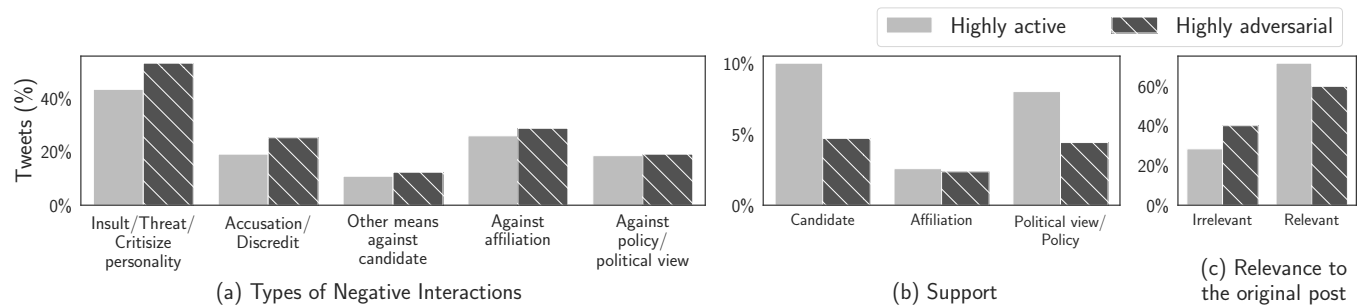 Highly active Highly adversarial
Tweets (%)
40%
20%
0%
Insult/Threat/
Critisize
personality
Accusation/
Discredit
Other means
against
candidate
Against
affiliation
Against
policy/
political view
(a) Types of Negative Interactions
10%
5%
0%
Candidate
Affiliation
Political view/
Policy
(b) Support
60%
40%
20%
0%
Irrelevant
Relevant
(c) Relevance to
the original post